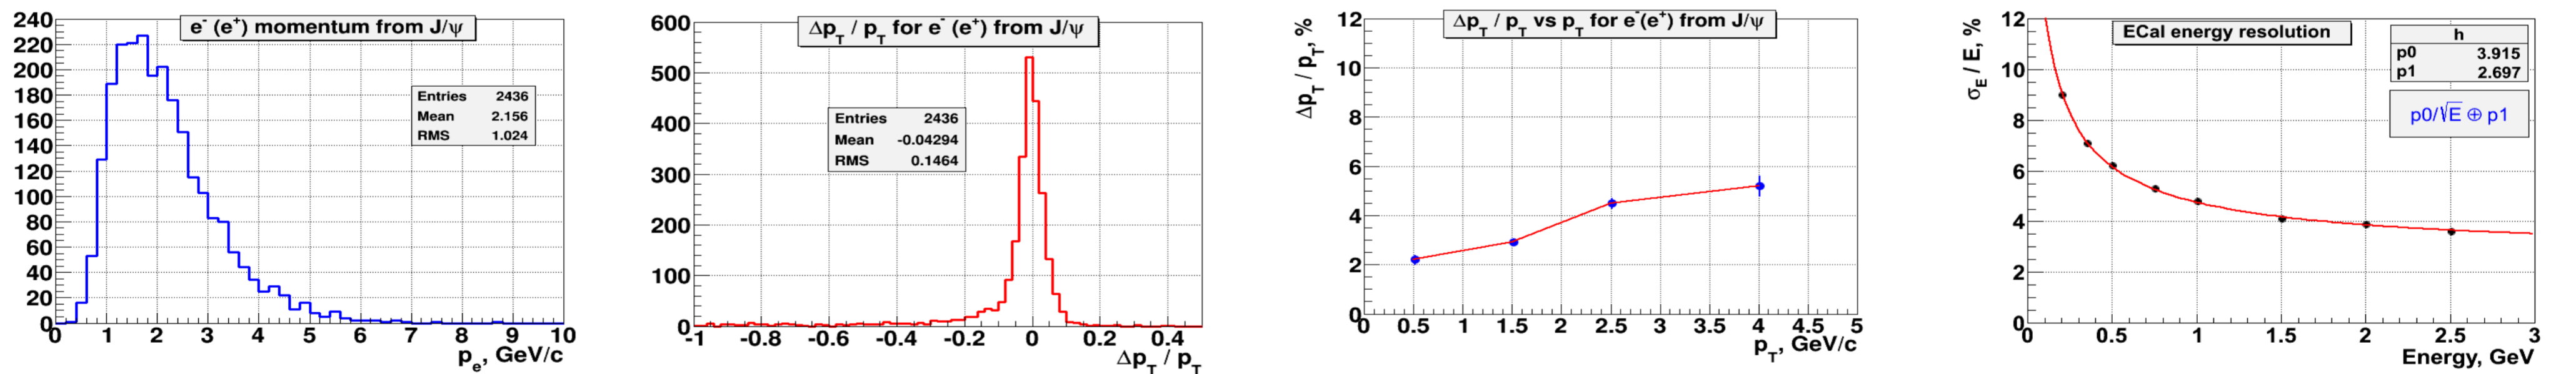 e⁻ (e⁺) momentum from J/ψ
240
220
200
180
160
140
120
100
80
60
40
20
0
Entries 2436
Mean 2.156
RMS 1.024
0 1 2 3 4 5 6 7 8 9 10
pₑ, GeV/c
Δp_T / p_T for e⁻ (e⁺) from J/ψ
600
500
400
300
200
100
0
Entries 2436
Mean -0.04294
RMS 0.1464
-1 -0.8 -0.6 -0.4 -0.2 0 0.2 0.4
Δp_T / p_T
Δp_T / p_T vs p_T for e⁻(e⁺) from J/ψ
Δp_T / p_T, %
12
10
8
6
4
2
0
0 0.5 1 1.5 2 2.5 3 3.5 4 4.5 5
p_T, GeV/c
ECal energy resolution
σ_E / E, %
12
10
8
6
4
2
0
h
p0 3.915
p1 2.697
p0/√E ⊕ p1
0 0.5 1 1.5 2 2.5 3
Energy, GeV